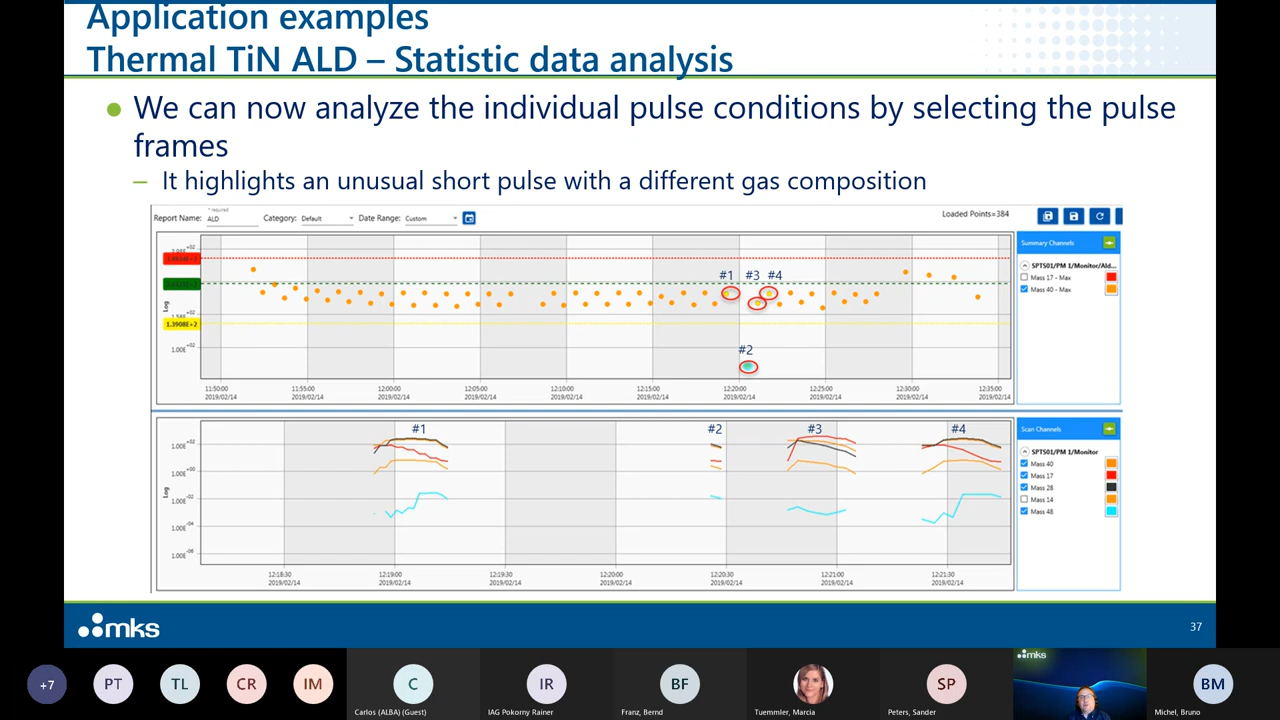 Application examples
Thermal TiN ALD – Statistic data analysis
We can now analyze the individual pulse conditions by selecting the pulse
frames
– It highlights an unusual short pulse with a different gas composition
* required
Report Name: ALD Category: Default Date Range: Custom Loaded Points=384
Summary Channels
SPTS01/PM 1/Monitor/Ald...
Mass 17 - Max
Mass 40 - Max
#1 #3 #4
#2
Log
1.3908E+2
1.00E+02
11:50:00 11:55:00 12:00:00 12:05:00 12:10:00 12:15:00 12:20:00 12:25:00 12:30:00 12:35:00
2019/02/14 2019/02/14 2019/02/14 2019/02/14 2019/02/14 2019/02/14 2019/02/14 2019/02/14 2019/02/14 2019/02/14
Scan Channels
SPTS01/PM 1/Monitor
Mass 40
Mass 17
Mass 28
Mass 14
Mass 48
#1 #2 #3 #4
Log
1.00E+02
1.00E+00
1.00E-02
1.00E-04
1.00E-06
12:18:30 12:19:00 12:19:30 12:20:00 12:20:30 12:21:00 12:21:30
2019/02/14 2019/02/14 2019/02/14 2019/02/14 2019/02/14 2019/02/14 2019/02/14
mks
37
+7 PT TL CR IM C IR BF SP mks BM
Carlos (ALBA) (Guest) IAG Pokorny Rainer Franz, Bernd Tuemmler, Marcia Peters, Sander Michel, Bruno